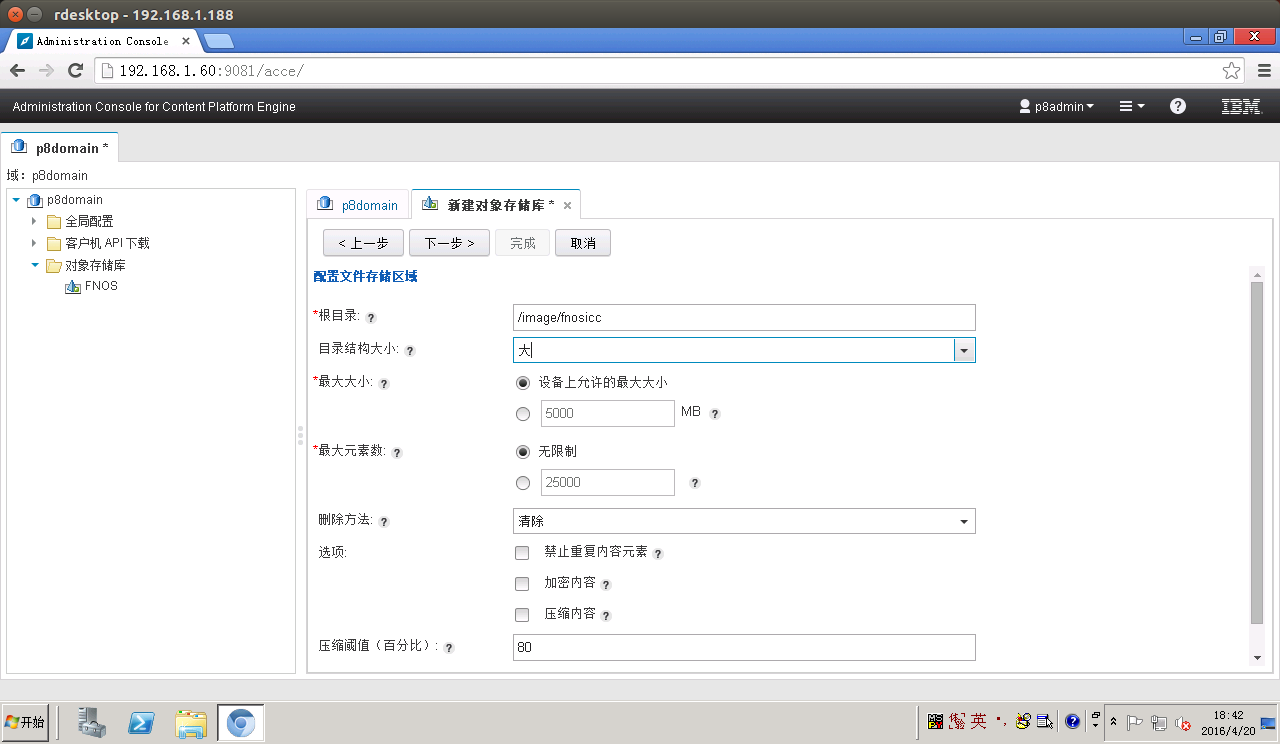 rdesktop - 192.168.1.188
Administration Console
192.168.1.60:9081/acce/
Administration Console for Content Platform Engine
p8admin
?
IBM
p8domain *
域: p8domain
p8domain
全局配置
客户机 API 下载
对象存储库
FNOS
p8domain
新建对象存储库 *
< 上一步
下一步 >
完成
取消
配置文件存储区域
*根目录: ?
/image/fnosicc
目录结构大小: ?
大
*最大大小: ?
设备上允许的最大大小
5000
MB ?
*最大元素数: ?
无限制
25000
?
删除方法: ?
清除
选项:
禁止重复内容元素 ?
加密内容 ?
压缩内容 ?
压缩阈值（百分比）: ?
80
开始
英
?
18:42
2016/4/20